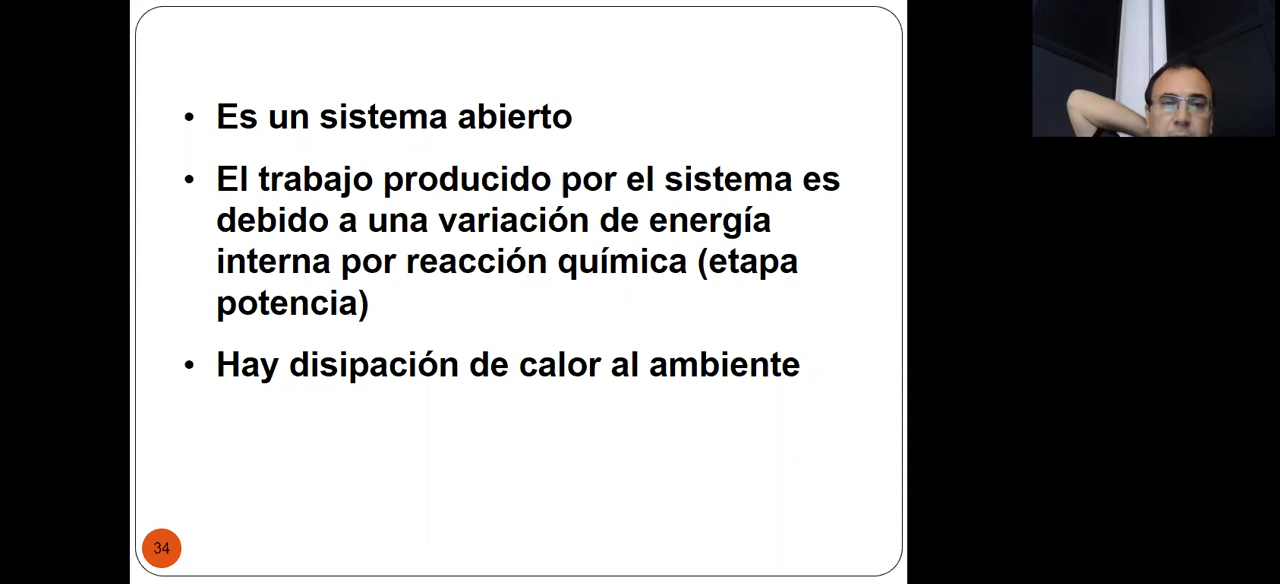 • Es un sistema abierto
• El trabajo producido por el sistema es
debido a una variación de energía
interna por reacción química (etapa
potencia)
• Hay disipación de calor al ambiente
34